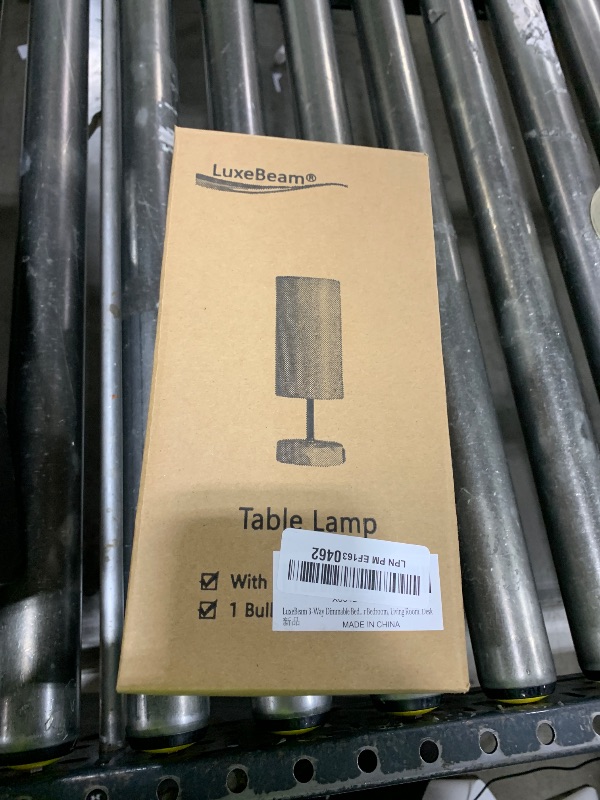 LuxeBeam®
Table Lamp
With
1 Bul
LPN PM EF1630462
LuxeBeam 3-Way Dimmable Bed, r Bedroom, Living Room, Desk
新品
MADE IN CHINA